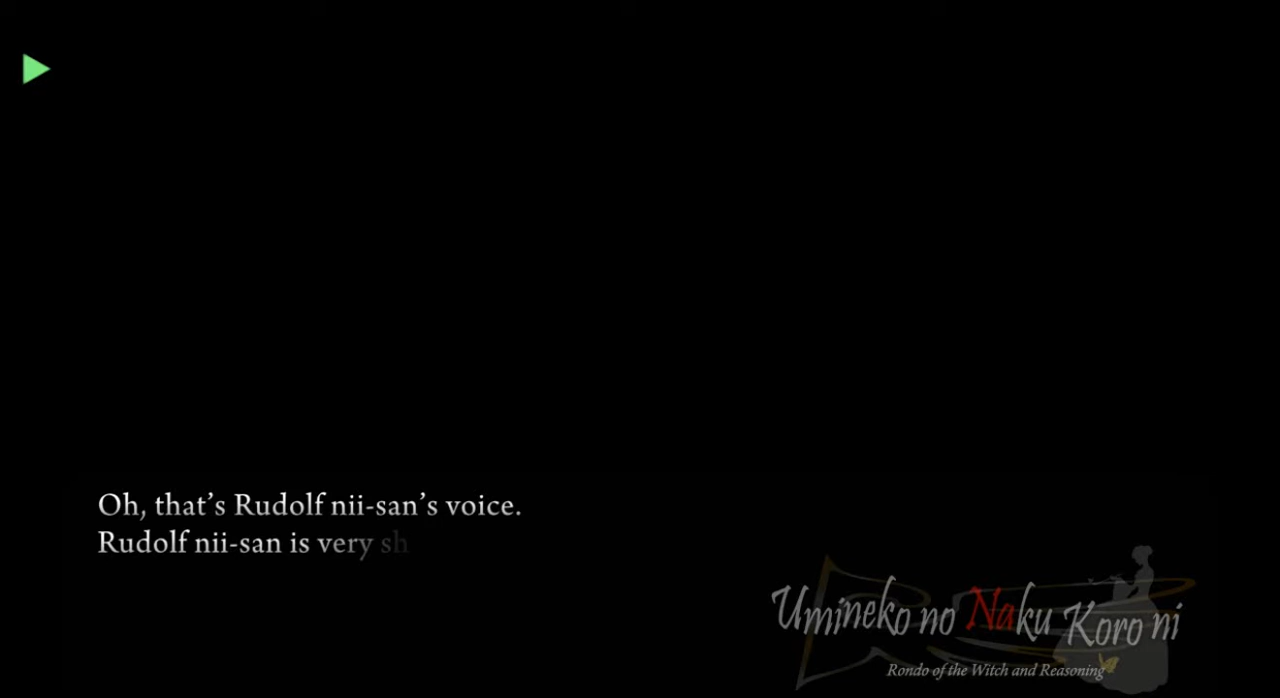 Oh, that’s Rudolf nii-san’s voice.
Rudolf nii-san is very sh
Umineko no Naku Koro ni
Rondo of the Witch and Reasoning